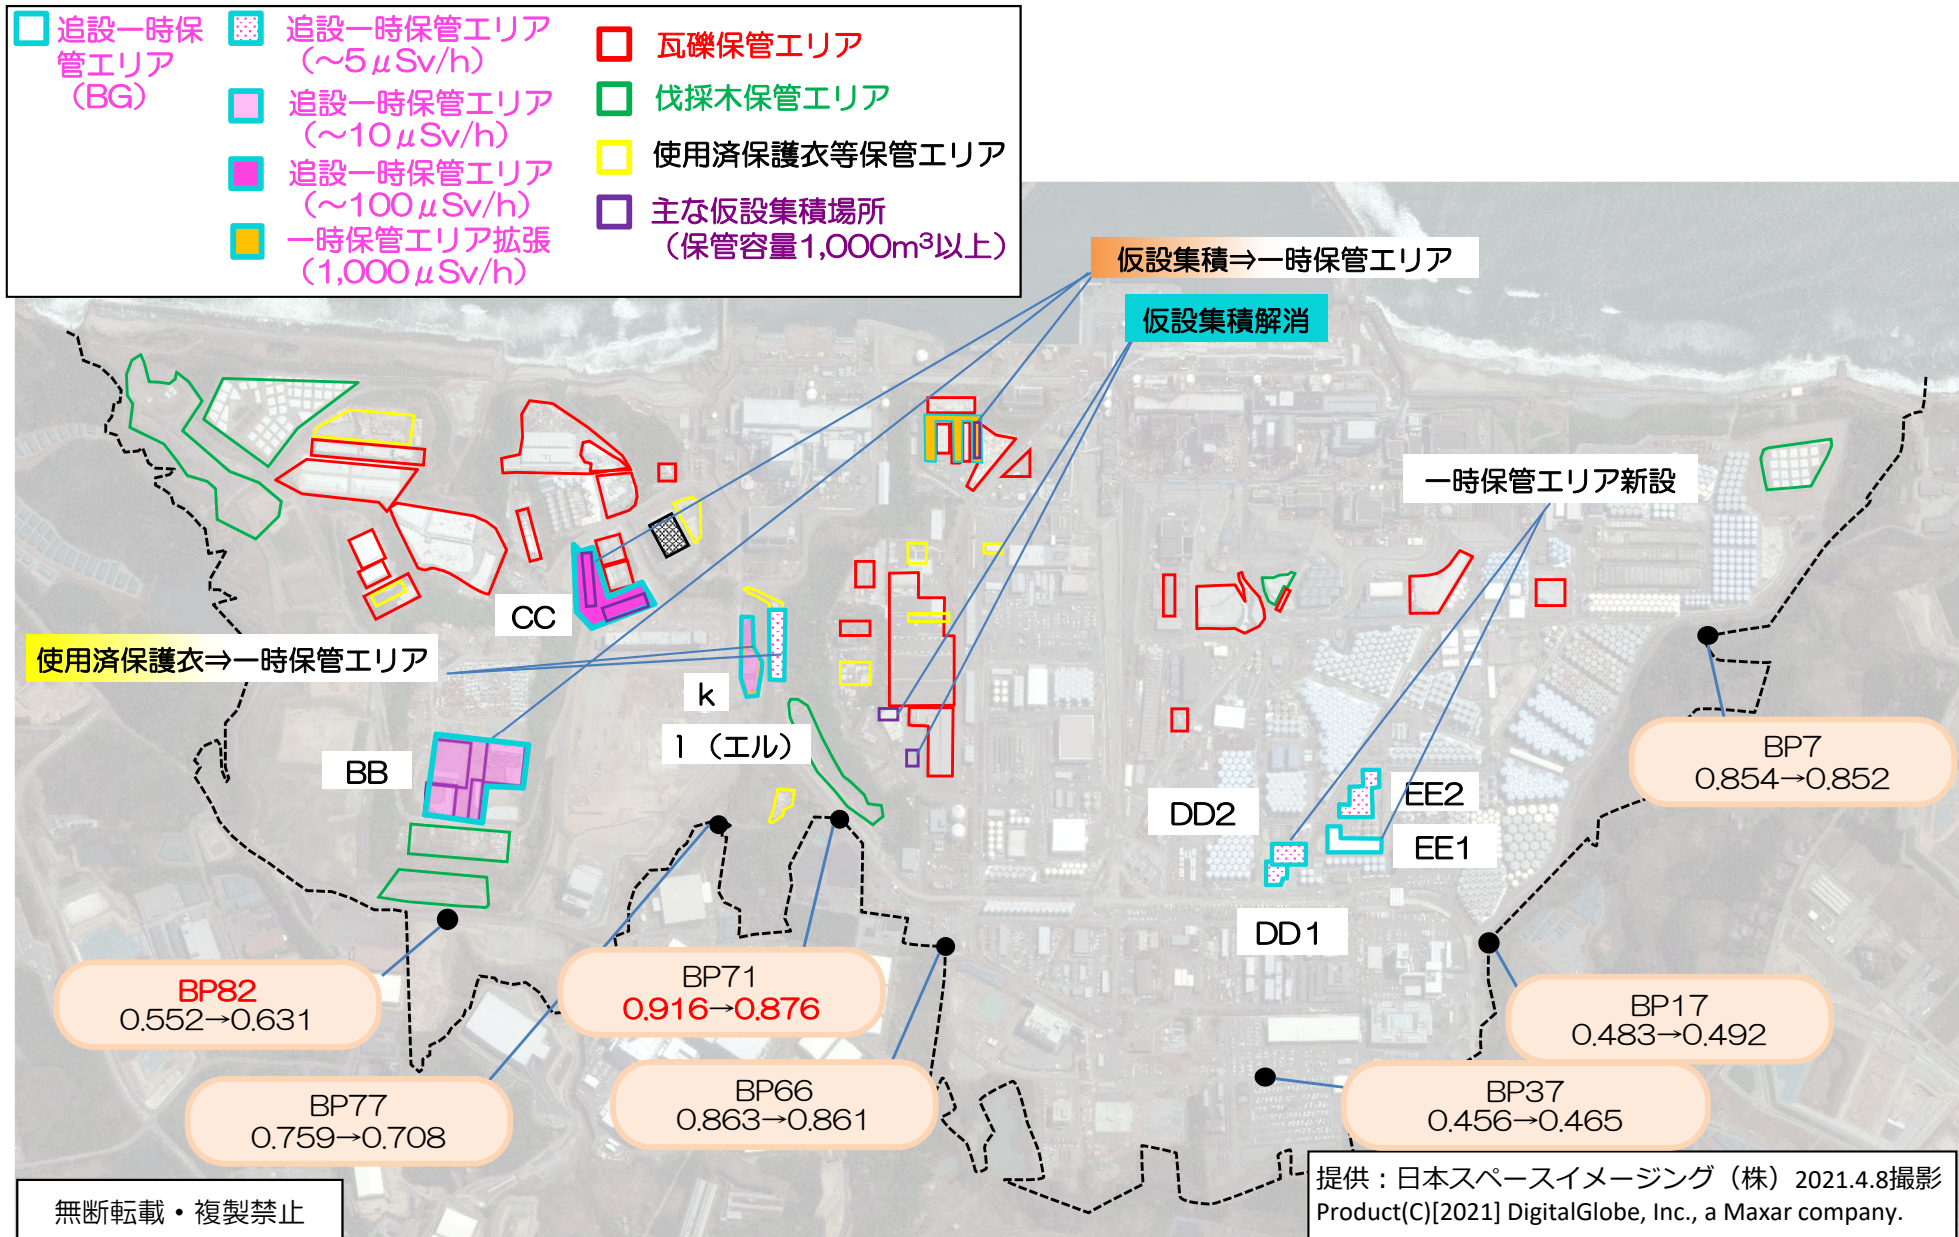 追設一時保
管エリア
（BG）
追設一時保管エリア
（～5μSv/h）
追設一時保管エリア
（～10μSv/h）
追設一時保管エリア
（～100μSv/h）
一時保管エリア拡張
（1,000μSv/h）
瓦礫保管エリア
伐採木保管エリア
使用済保護衣等保管エリア
主な仮設集積場所
（保管容量1,000m³以上）
仮設集積⇒一時保管エリア
仮設集積解消
一時保管エリア新設
CC
使用済保護衣⇒一時保管エリア
k
l（エル）
BB
BP7
0.854→0.852
EE2
DD2
EE1
DD1
BP82
0.552→0.631
BP71
0.916→0.876
BP17
0.483→0.492
BP77
0.759→0.708
BP66
0.863→0.861
BP37
0.456→0.465
無断転載・複製禁止
提供：日本スペースイメージング（株）2021.4.8撮影
Product(C)[2021] DigitalGlobe, Inc., a Maxar company.